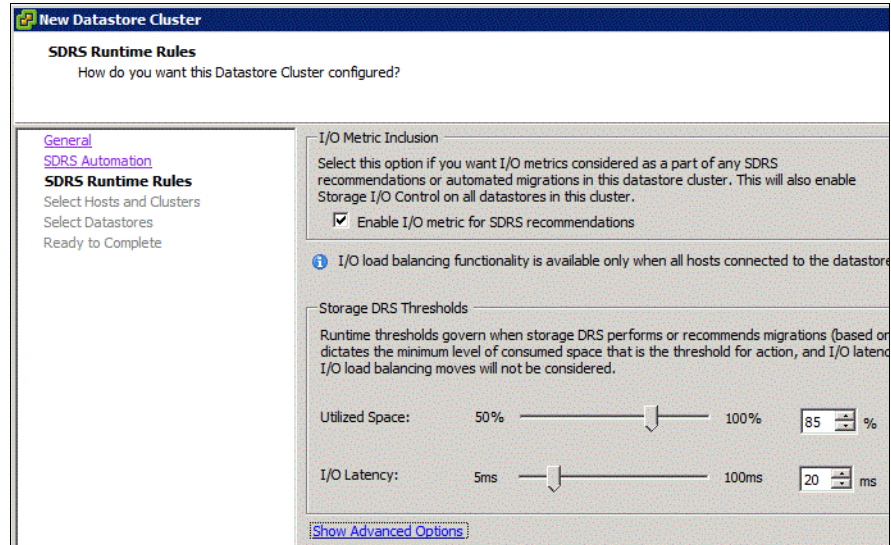 New Datastore Cluster
SDRS Runtime Rules
How do you want this Datastore Cluster configured?
General
SDRS Automation
SDRS Runtime Rules
Select Hosts and Clusters
Select Datastores
Ready to Complete
I/O Metric Inclusion
Select this option if you want I/O metrics considered as a part of any SDRS
recommendations or automated migrations in this datastore cluster. This will also enable
Storage I/O Control on all datastores in this cluster.
Enable I/O metric for SDRS recommendations
I/O load balancing functionality is available only when all hosts connected to the datastore
Storage DRS Thresholds
Runtime thresholds govern when storage DRS performs or recommends migrations (based on
dictates the minimum level of consumed space that is the threshold for action, and I/O latenc
I/O load balancing moves will not be considered.
Utilized Space: 50% 100% 85 %
I/O Latency: 5ms 100ms 20 ms
Show Advanced Options